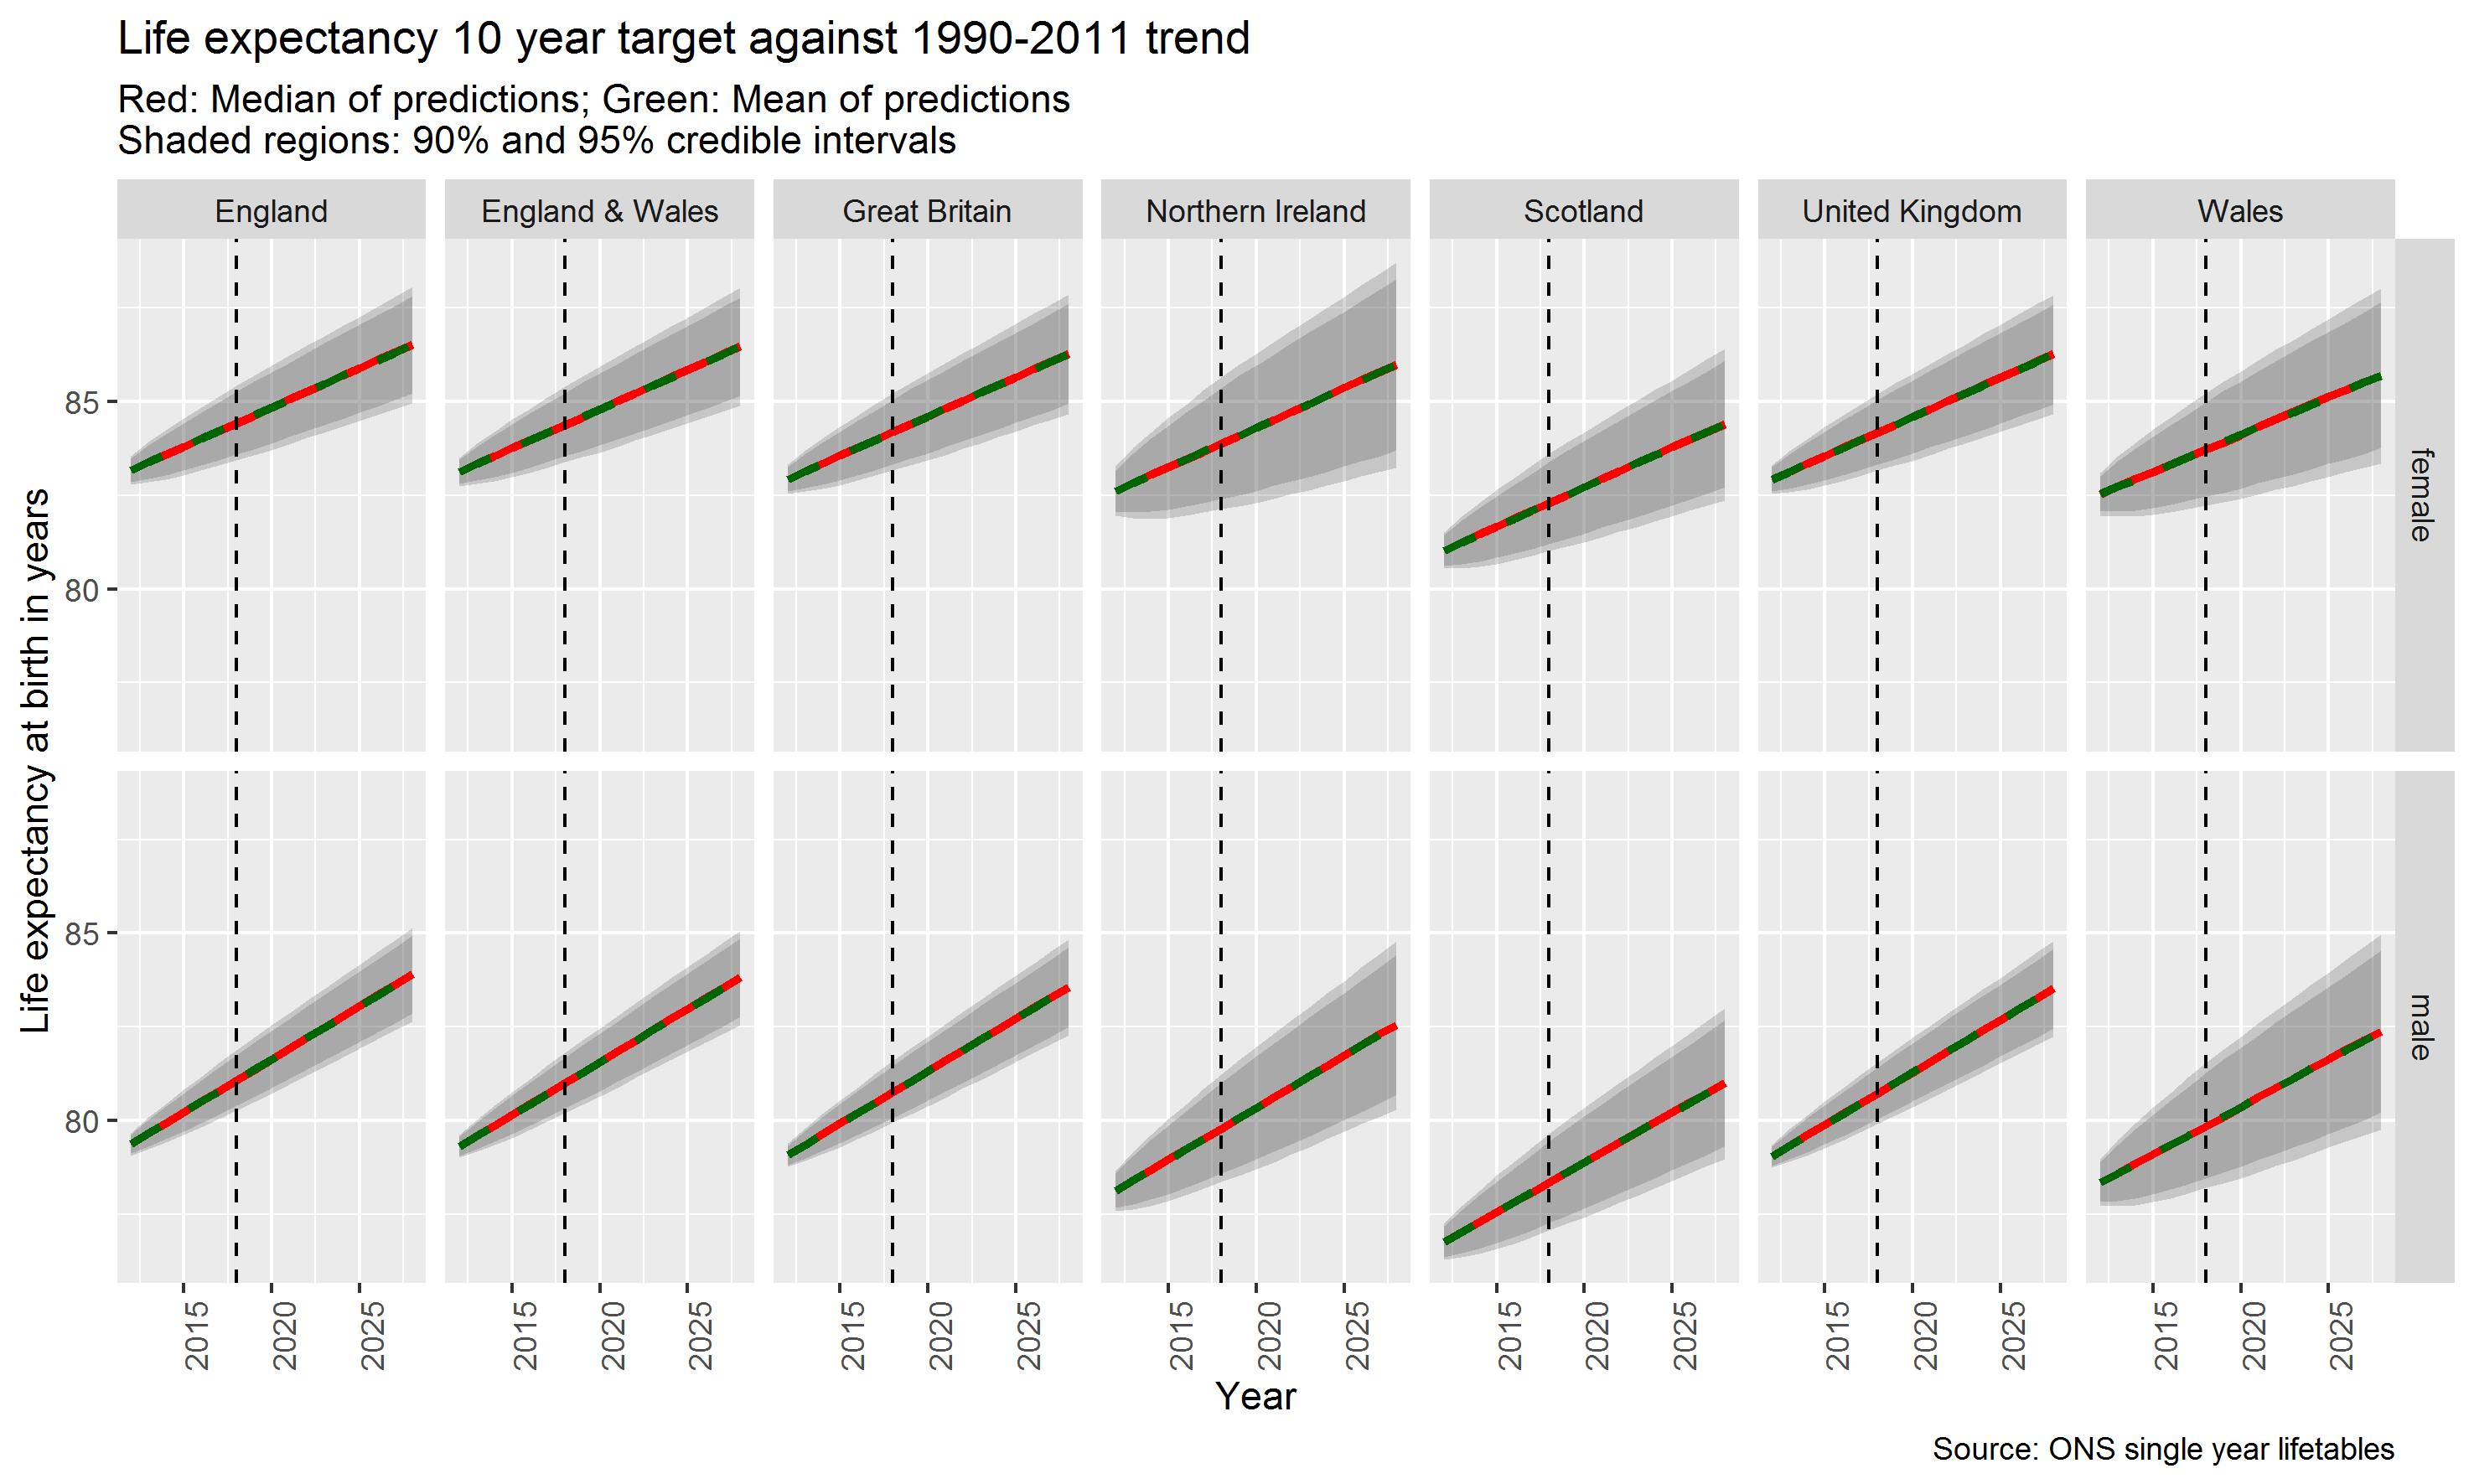 Life expectancy 10 year target against 1990-2011 trend
Red: Median of predictions; Green: Mean of predictions
Shaded regions: 90% and 95% credible intervals
England
England & Wales
Great Britain
Northern Ireland
Scotland
United Kingdom
Wales
Life expectancy at birth in years
85
80
female
85
80
male
2015
2020
2025
2015
2020
2025
2015
2020
2025
2015
2020
2025
2015
2020
2025
2015
2020
2025
2015
2020
2025
Year
Source: ONS single year lifetables